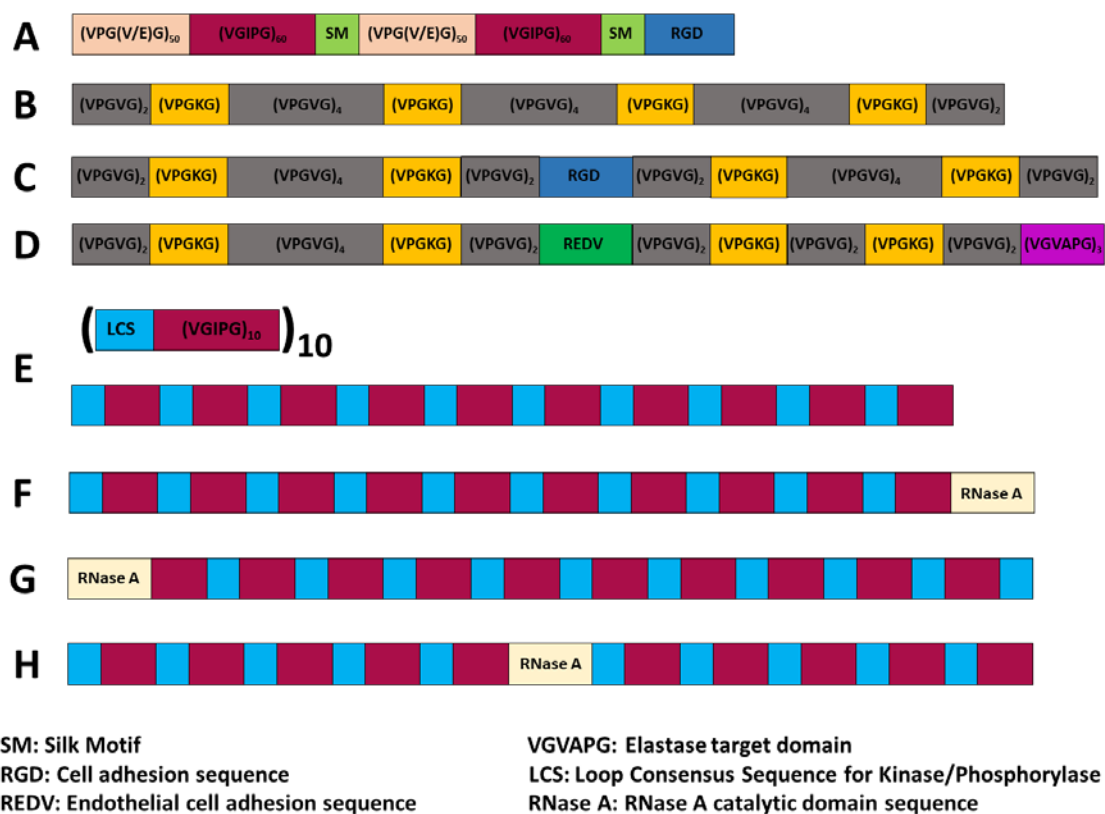 A (VPG(V/E)G)50 (VGIPG)60 SM (VPG(V/E)G)50 (VGIPG)60 SM RGD
B (VPGVG)2 (VPGKG) (VPGVG)4 (VPGKG) (VPGVG)4 (VPGKG) (VPGVG)4 (VPGKG) (VPGVG)2
C (VPGVG)2 (VPGKG) (VPGVG)4 (VPGKG) (VPGVG)2 RGD (VPGVG)2 (VPGKG) (VPGVG)4 (VPGKG) (VPGVG)2
D (VPGVG)2 (VPGKG) (VPGVG)4 (VPGKG) (VPGVG)2 REDV (VPGVG)2 (VPGKG) (VPGVG)2 (VPGKG) (VPGVG)2 (VGVAPG)3
(LCS (VGIPG)10)10
E
F RNase A
G RNase A
H RNase A
SM: Silk Motif
RGD: Cell adhesion sequence
REDV: Endothelial cell adhesion sequence
VGVAPG: Elastase target domain
LCS: Loop Consensus Sequence for Kinase/Phosphorylase
RNase A: RNase A catalytic domain sequence